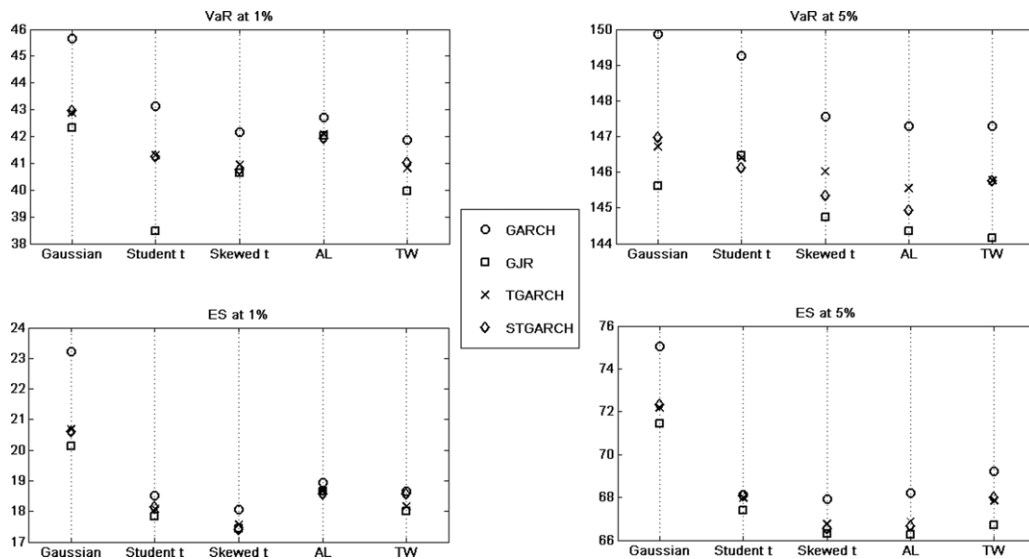 VaR at 1%
46
45
44
43
42
41
40
39
38
Gaussian Student t Skewed t AL TW
VaR at 5%
150
149
148
147
146
145
144
Gaussian Student t Skewed t AL TW
GARCH
GJR
TGARCH
STGARCH
ES at 1%
24
23
22
21
20
19
18
17
Gaussian Student t Skewed t AL TW
ES at 5%
76
74
72
70
68
66
Gaussian Student t Skewed t AL TW